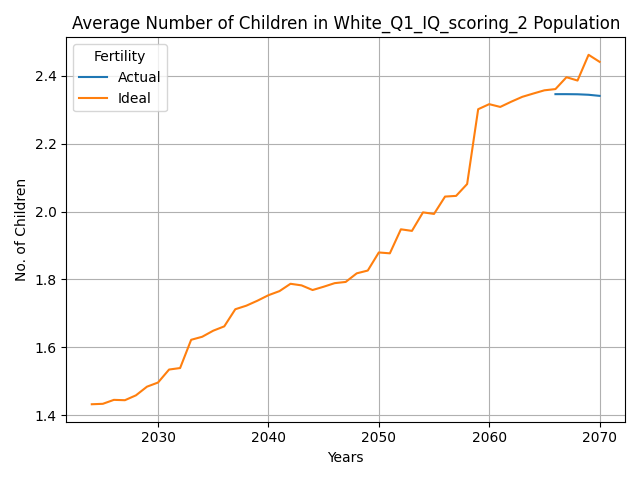 Average Number of Children in White_Q1_IQ_scoring_2 Population
Fertility
Actual
Ideal
No. of Children
2.4
2.2
2.0
1.8
1.6
1.4
2030 2040 2050 2060 2070
Years